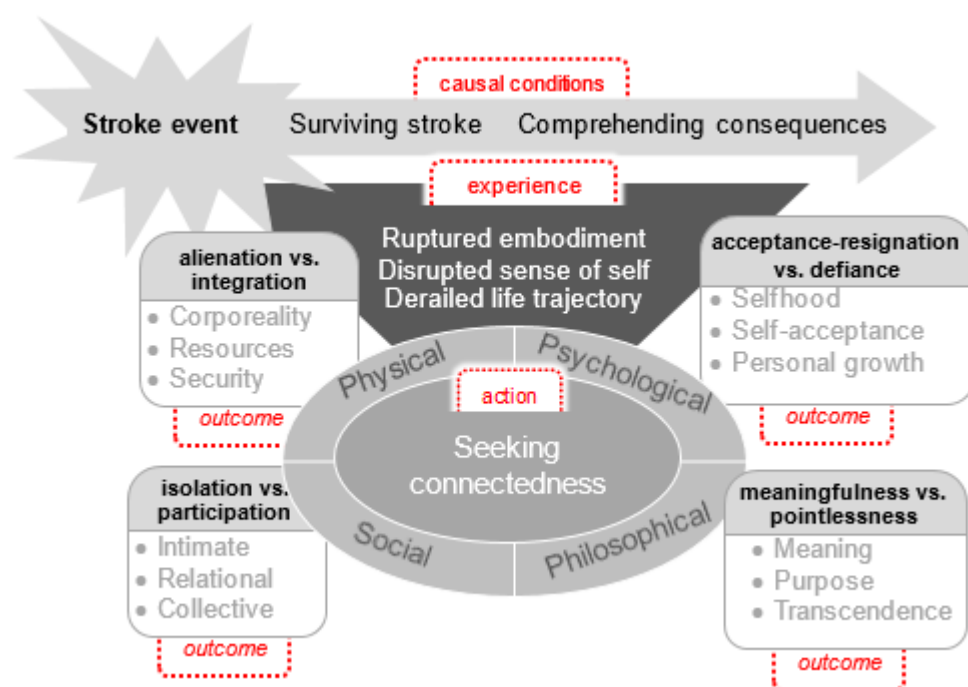 causal conditions
Stroke event Surviving stroke Comprehending consequences
experience
Ruptured embodiment
Disrupted sense of self
Derailed life trajectory
alienation vs.
integration
• Corporeality
• Resources
• Security
outcome
acceptance-resignation
vs. defiance
• Selfhood
• Self-acceptance
• Personal growth
outcome
Physical
Psychological
action
Seeking
connectedness
Social
Philosophical
isolation vs.
participation
• Intimate
• Relational
• Collective
outcome
meaningfulness vs.
pointlessness
• Meaning
• Purpose
• Transcendence
outcome